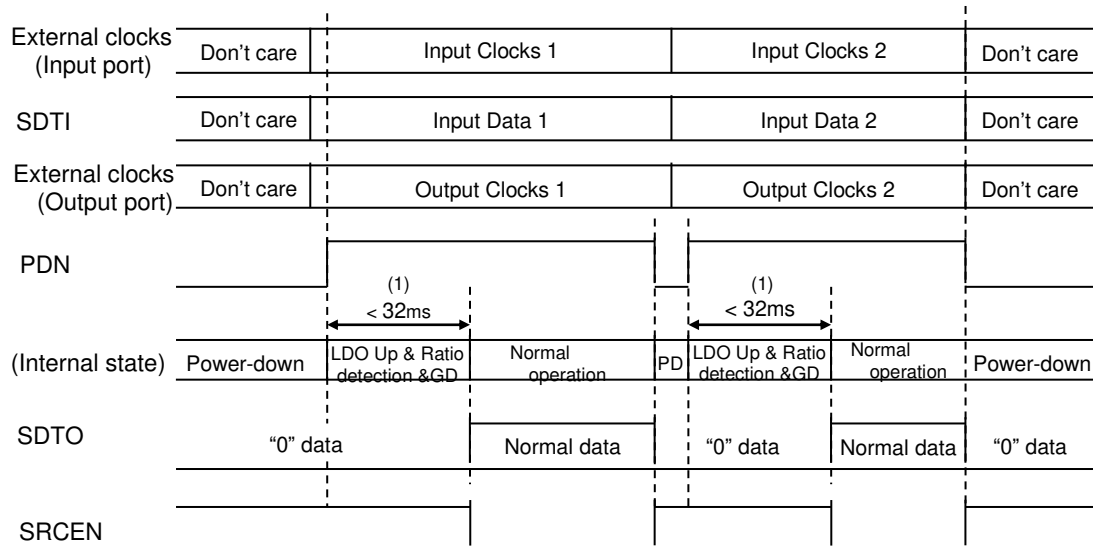 External clocks
(Input port)
Don't care
Input Clocks 1
Input Clocks 2
Don't care
SDTI
Don't care
Input Data 1
Input Data 2
Don't care
External clocks
(Output port)
Don't care
Output Clocks 1
Output Clocks 2
Don't care
PDN
(1)
< 32ms
(1)
< 32ms
(Internal state)
Power-down
LDO Up & Ratio
detection &GD
Normal
operation
PD
LDO Up & Ratio
detection &GD
Normal
operation
Power-down
SDTO
“0” data
Normal data
“0” data
Normal data
“0” data
SRCEN